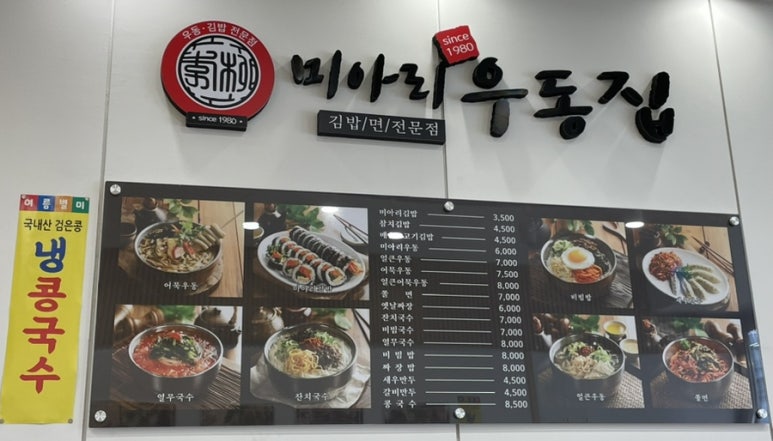 우동·김밥 전문점
since 1980
미아리우동집
since
1980
김밥/면/전문점
여름별미
국내산 검은콩
냉콩국수
미아리김밥 3,500
참치김밥 4,500
고기김밥 4,500
미아리우동 6,000
얼큰우동 7,000
어묵우동 7,500
얼큰어묵우동 8,000
쫄 면 7,000
옛날짜장 6,000
잔치국수 7,000
비빔국수 7,000
열무국수 8,000
비 빔 밥 8,000
짜 장 밥 8,000
새우만두 4,500
갈비만두 4,500
콩 국 수 8,500
어묵우동
열무국수
잔치국수
비빔밥
얼큰우동
쫄면